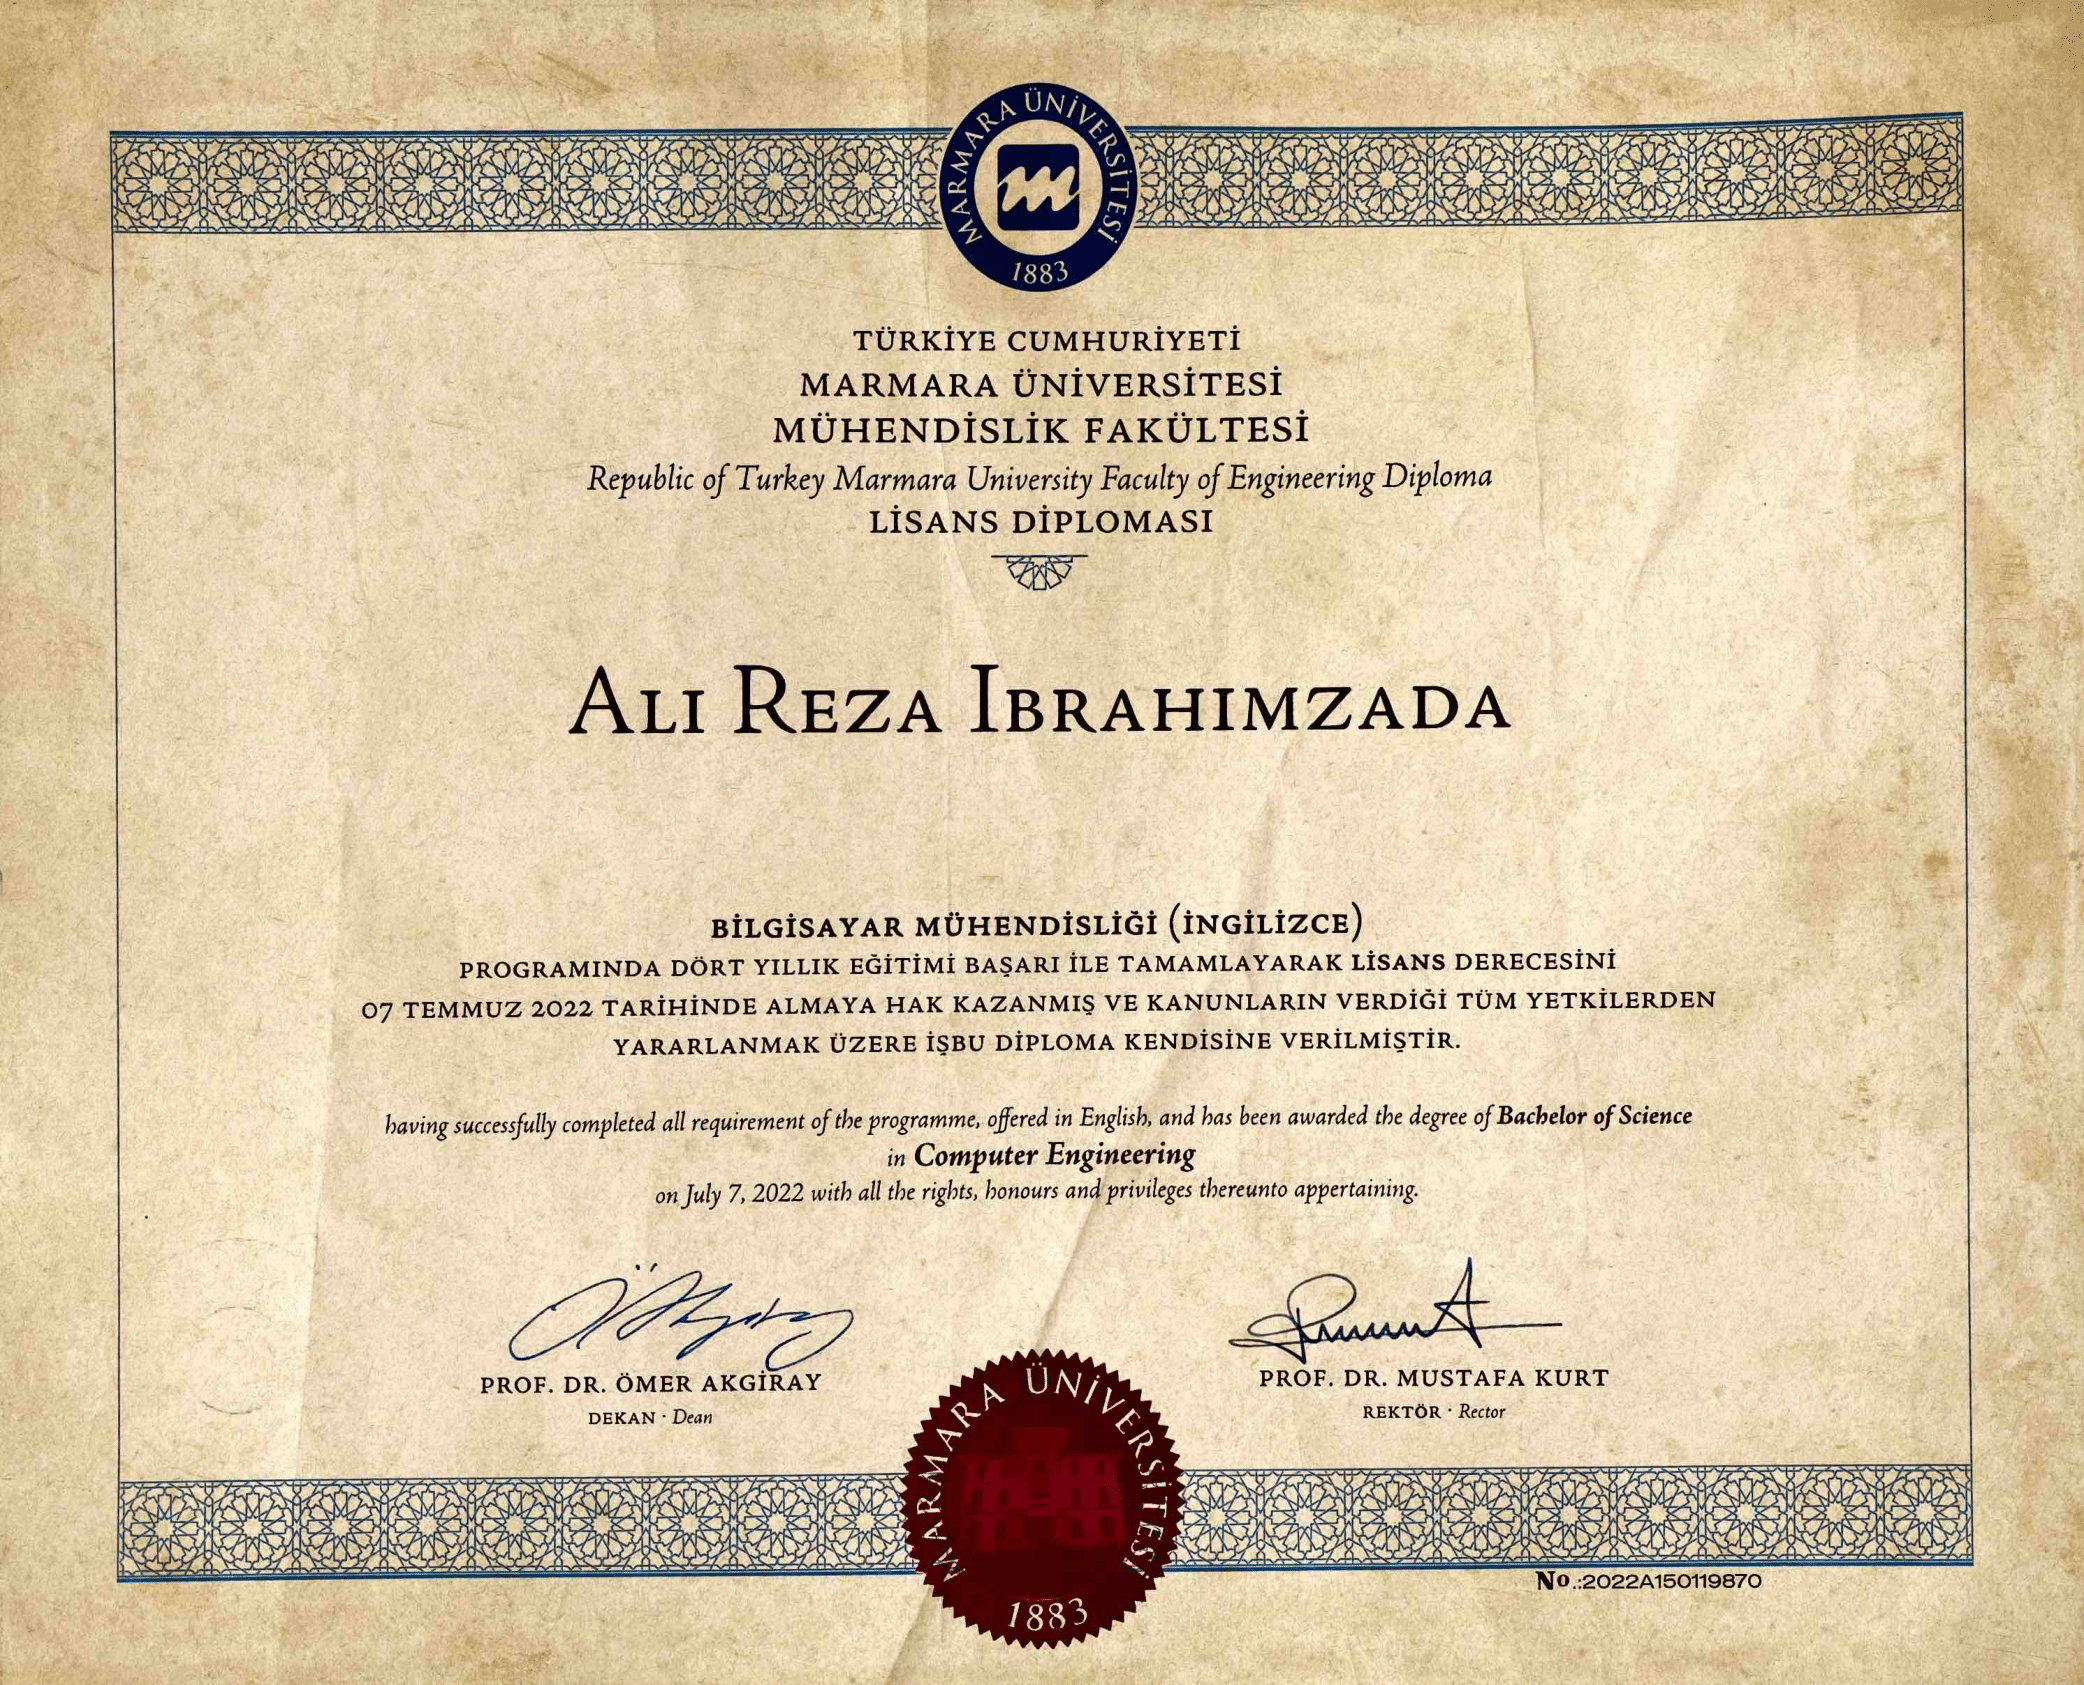 MARMARA ÜNİVERSİTESİ
1883
TÜRKİYE CUMHURİYETİ
MARMARA ÜNİVERSİTESİ
MÜHENDİSLİK FAKÜLTESİ
Republic of Turkey Marmara University Faculty of Engineering Diploma
LİSANS DİPLOMASI
ALI REZA IBRAHIMZADA
BİLGİSAYAR MÜHENDİSLİĞİ (İNGİLİZCE)
PROGRAMINDA DÖRT YILLIK EĞİTİMİ BAŞARI İLE TAMAMLAYARAK LİSANS DERECESİNİ
07 TEMMUZ 2022 TARİHİNDE ALMAYA HAK KAZANMIŞ VE KANUNLARIN VERDİĞİ TÜM YETKİLERDEN
YARARLANMAK ÜZERE İŞBU DİPLOMA KENDİSİNE VERİLMİŞTİR.
having successfully completed all requirement of the programme, offered in English, and has been awarded the degree of Bachelor of Science
in Computer Engineering
on July 7, 2022 with all the rights, honours and privileges thereunto appertaining.
PROF. DR. ÖMER AKGİRAY
DEKAN · Dean
PROF. DR. MUSTAFA KURT
REKTÖR · Rector
MARMARA ÜNİVERSİTESİ
1883
No.:2022A150119870